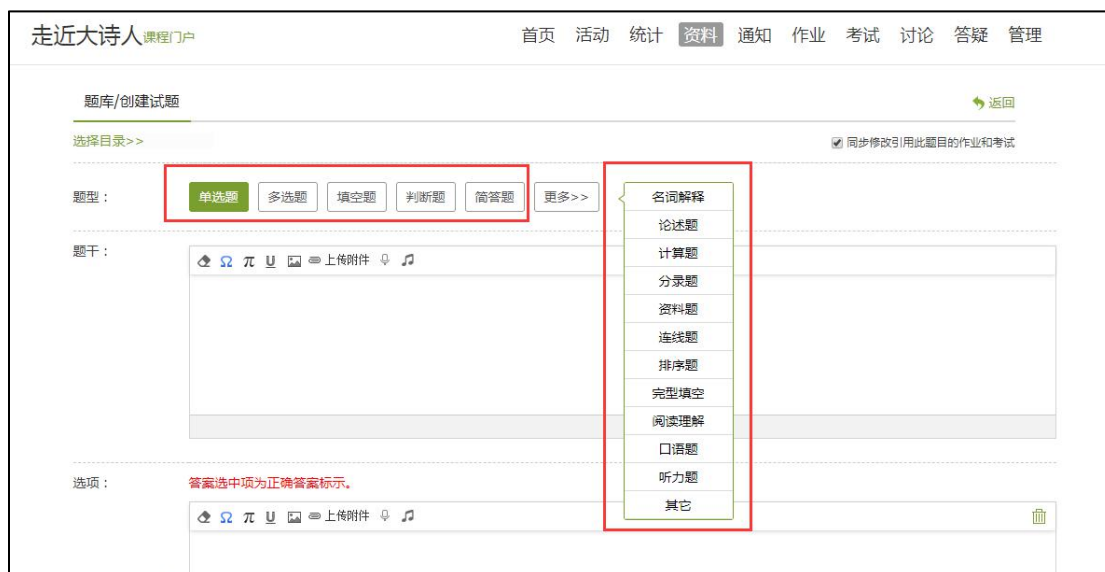 走近大诗人 课程门户 首页 活动 统计 资料 通知 作业 考试 讨论 答疑 管理
题库/创建试题 返回
选择目录>> 同步修改引用此题目的作业和考试
题型： 单选题 多选题 填空题 判断题 简答题 更多>> 名词解释
论述题
计算题
分录题
资料题
连线题
排序题
完型填空
阅读理解
口语题
听力题
其它
题干：
Ω π U 上传附件
选项： 答案选中项为正确答案标示。
Ω π U 上传附件